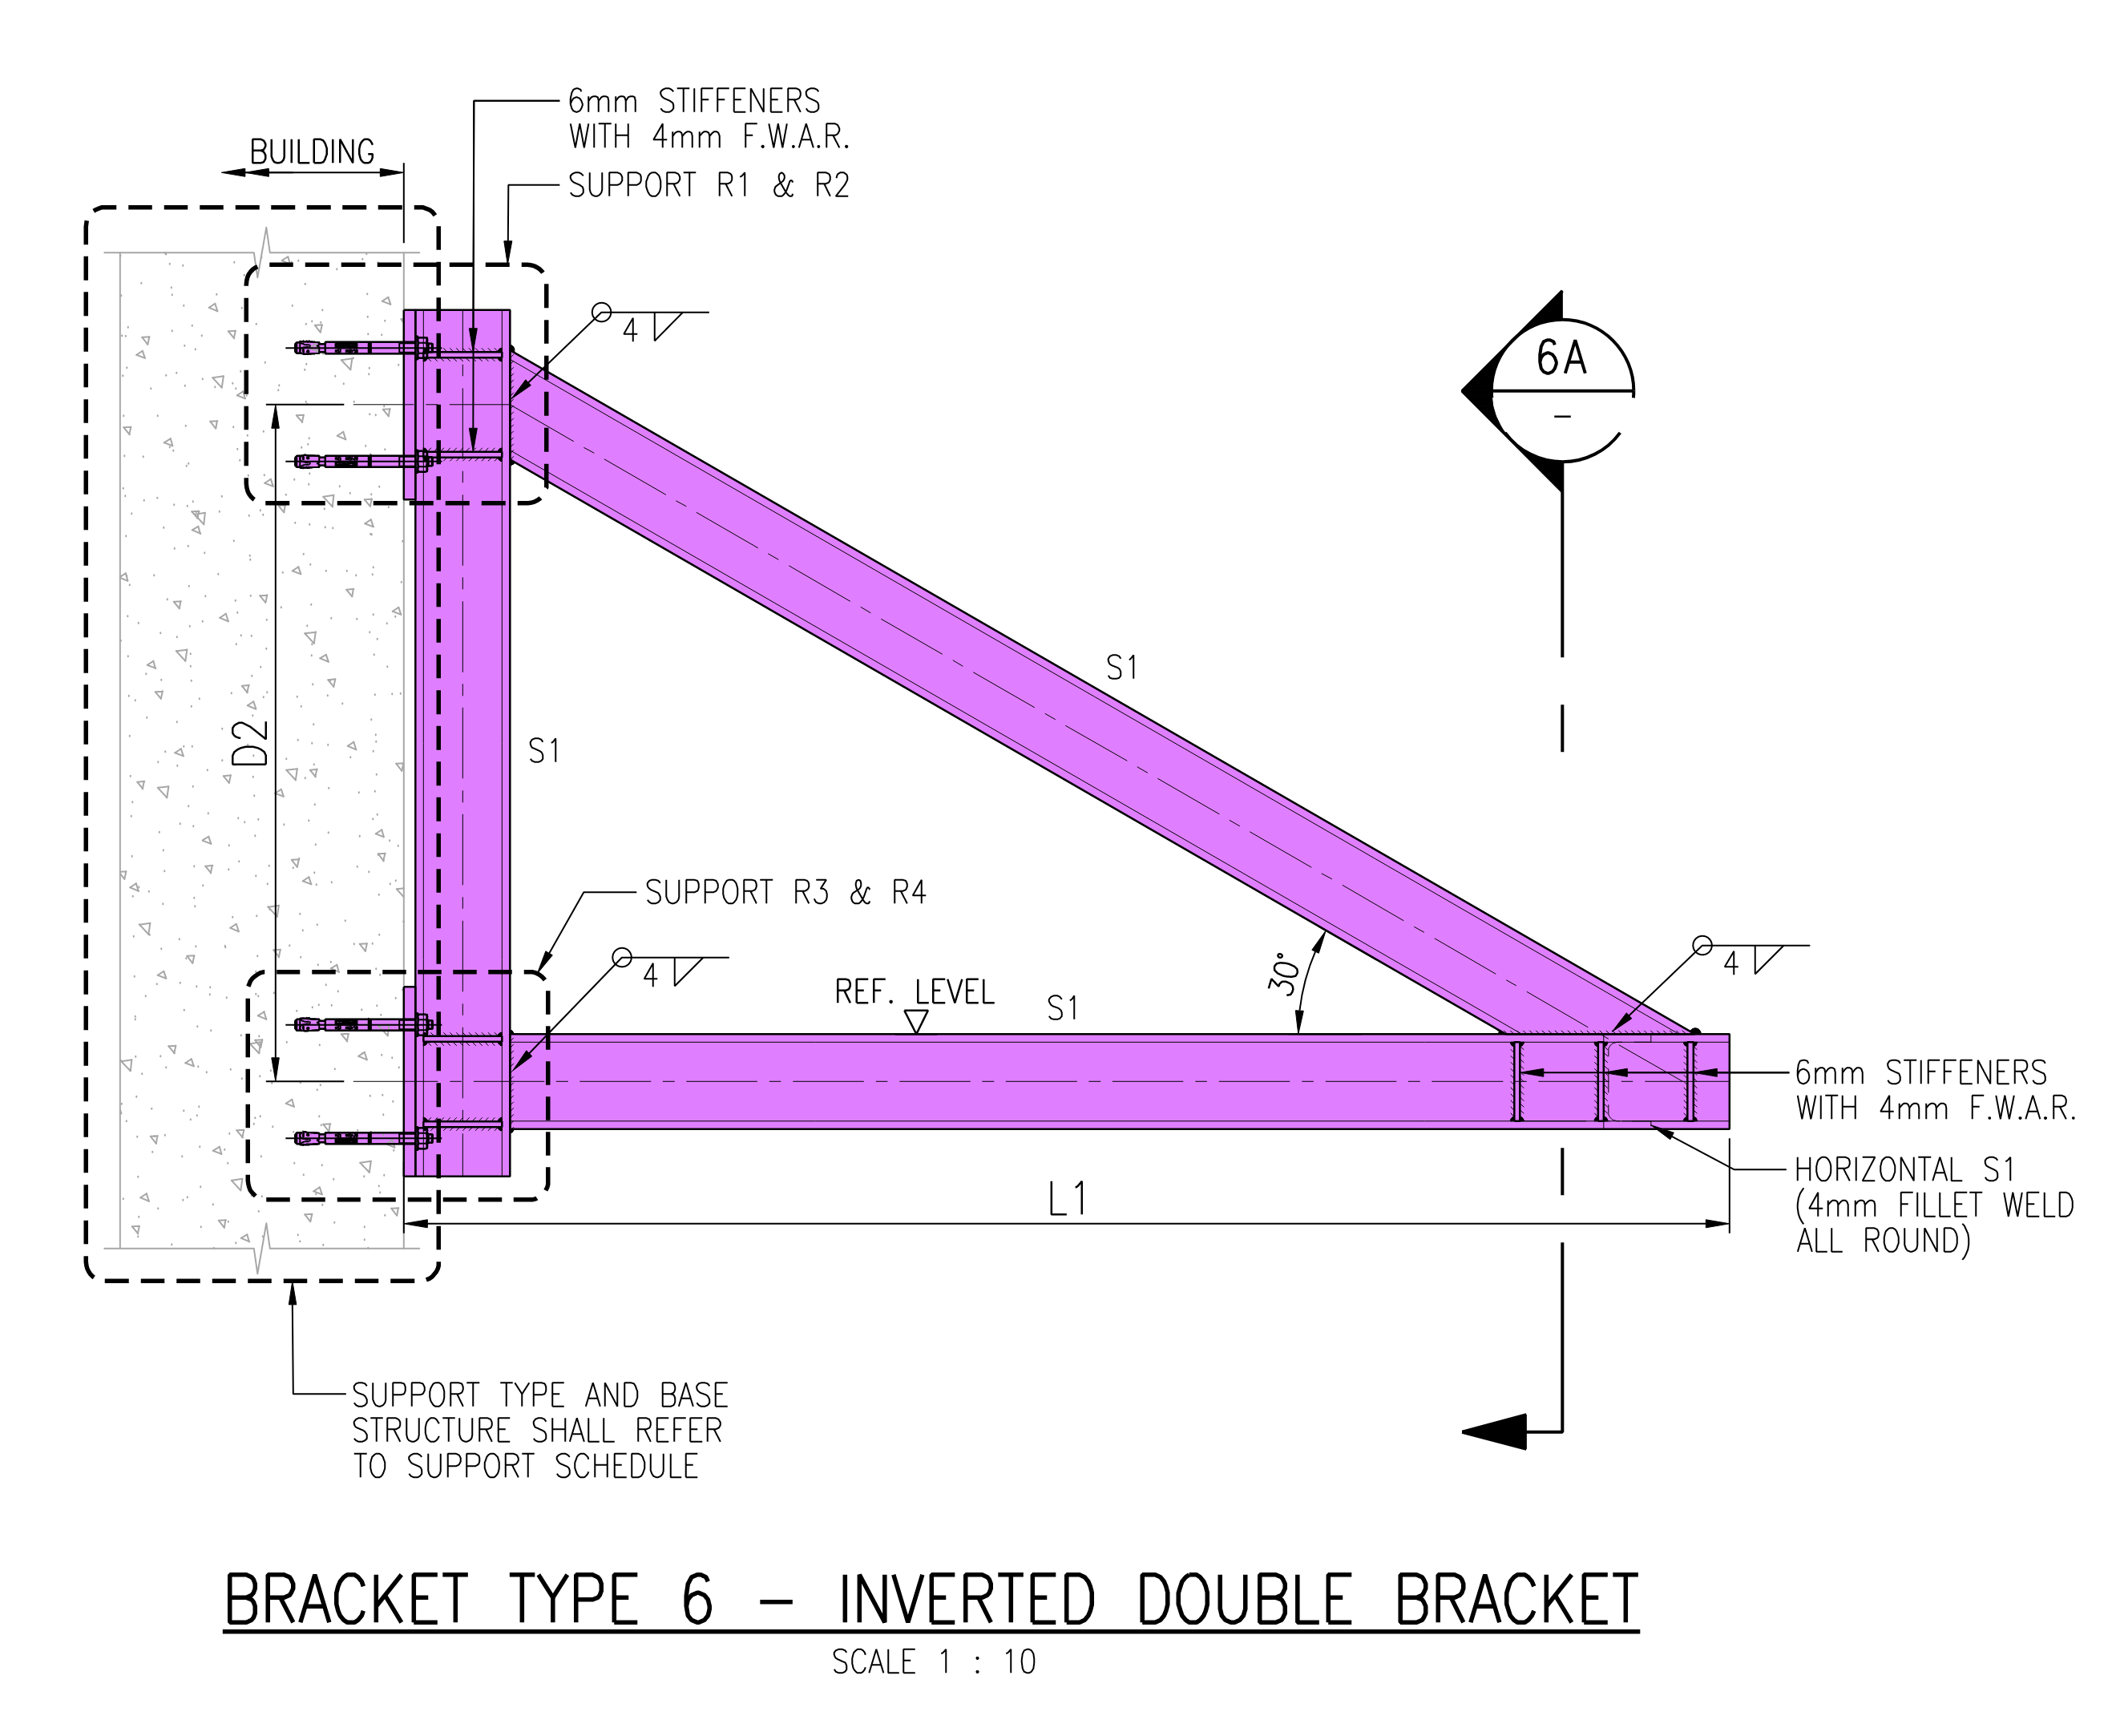 6mm STIFFENERS
WITH 4mm F.W.A.R.
BUILDING
SUPPORT R1 & R2
4
6A
-
S1
S1
D2
SUPPORT R3 & R4
4
REF. LEVEL
S1
30°
4
6mm STIFFENERS
WITH 4mm F.W.A.R.
HORIZONTAL S1
(4mm FILLET WELD
ALL ROUND)
L1
SUPPORT TYPE AND BASE
STRUCTURE SHALL REFER
TO SUPPORT SCHEDULE
BRACKET TYPE 6 - INVERTED DOUBLE BRACKET
SCALE 1 : 10